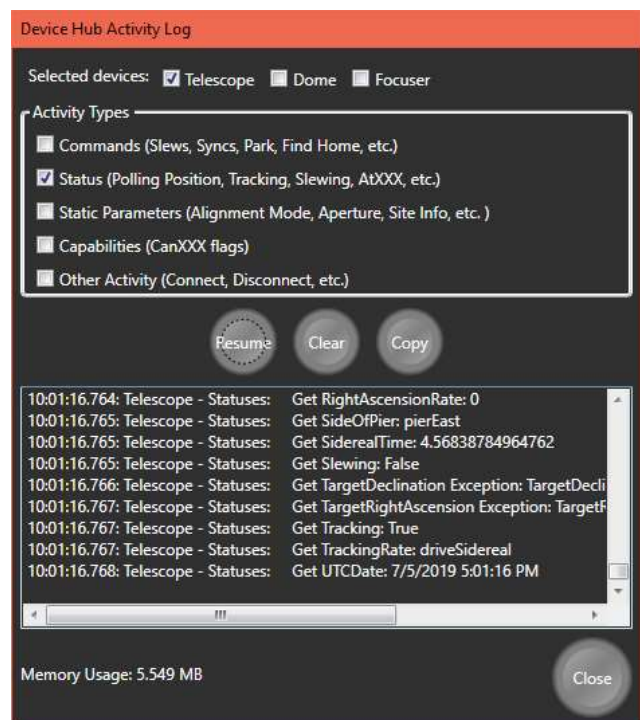 Device Hub Activity Log
Selected devices: Telescope Dome Focuser
Activity Types
Commands (Slews, Syncs, Park, Find Home, etc.)
Status (Polling Position, Tracking, Slewing, AtXXX, etc.)
Static Parameters (Alignment Mode, Aperture, Site Info, etc. )
Capabilities (CanXXX flags)
Other Activity (Connect, Disconnect, etc.)
Resume Clear Copy
10:01:16.764: Telescope - Statuses: Get RightAscensionRate: 0
10:01:16.765: Telescope - Statuses: Get SideOfPier: pierEast
10:01:16.765: Telescope - Statuses: Get SiderealTime: 4.56838784964762
10:01:16.765: Telescope - Statuses: Get Slewing: False
10:01:16.766: Telescope - Statuses: Get TargetDeclination Exception: TargetDecli
10:01:16.767: Telescope - Statuses: Get TargetRightAscension Exception: TargetF
10:01:16.767: Telescope - Statuses: Get Tracking: True
10:01:16.767: Telescope - Statuses: Get TrackingRate: driveSidereal
10:01:16.768: Telescope - Statuses: Get UTCDate: 7/5/2019 5:01:16 PM
Memory Usage: 5.549 MB
Close